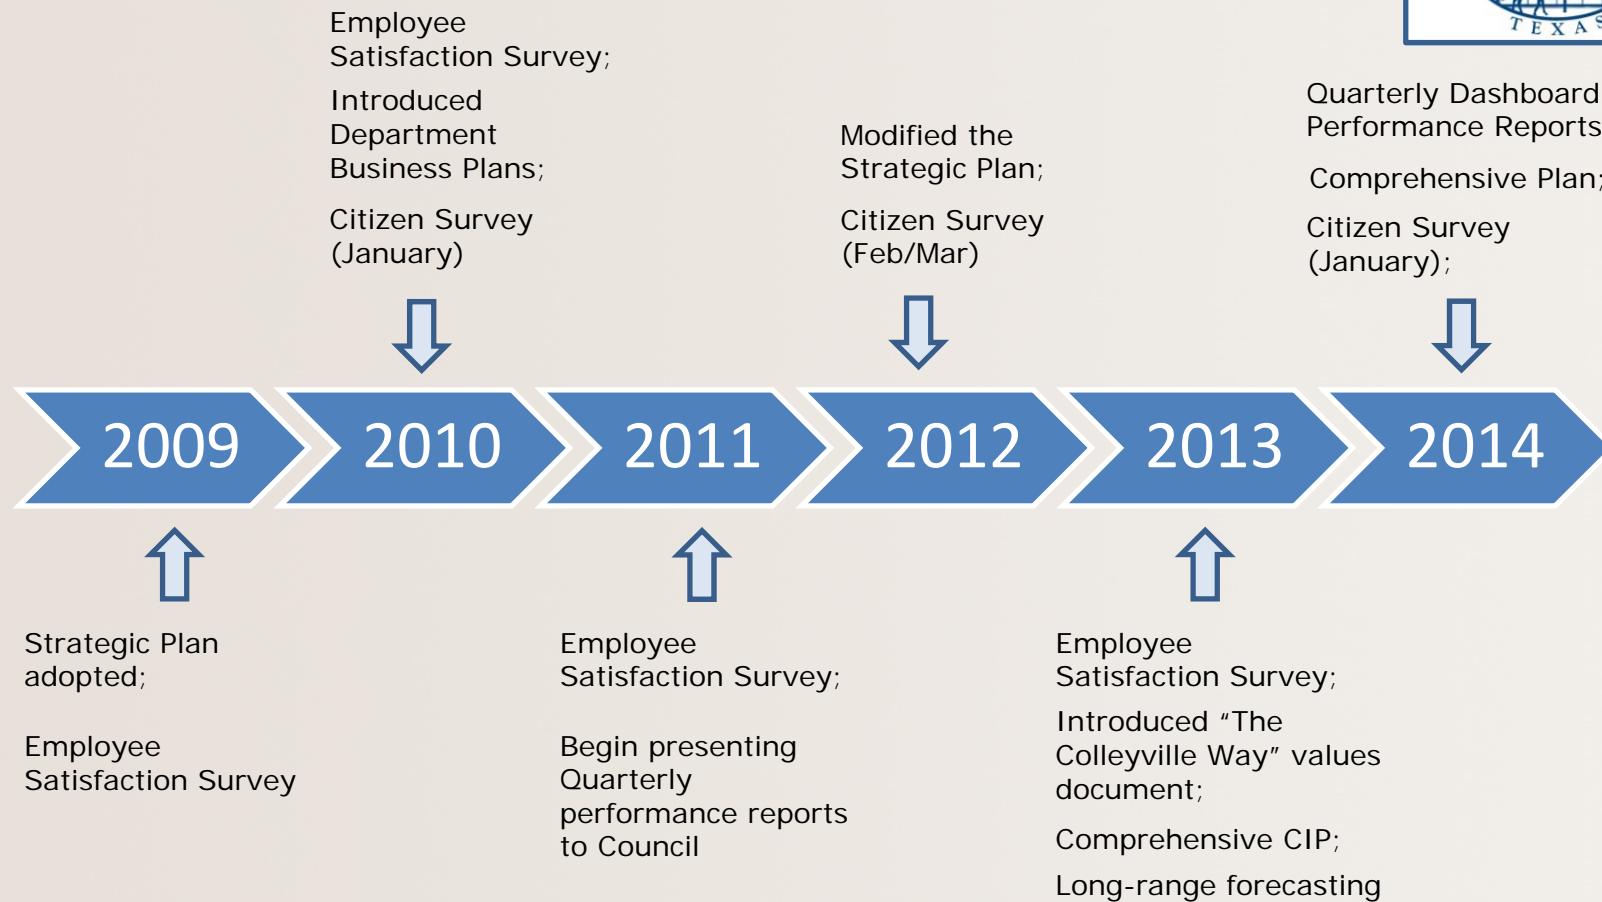 Employee
Satisfaction Survey;
Introduced
Department
Business Plans;
Citizen Survey
(January)
Modified the
Strategic Plan;
Citizen Survey
(Feb/Mar)
TEXAS
Quarterly Dashboard
Performance Reports
Comprehensive Plan;
Citizen Survey
(January);
2009
2010
2011
2012
2013
2014
Strategic Plan
adopted;
Employee
Satisfaction Survey
Employee
Satisfaction Survey;
Begin presenting
Quarterly
performance reports
to Council
Employee
Satisfaction Survey;
Introduced “The
Colleyville Way” values
document;
Comprehensive CIP;
Long-range forecasting